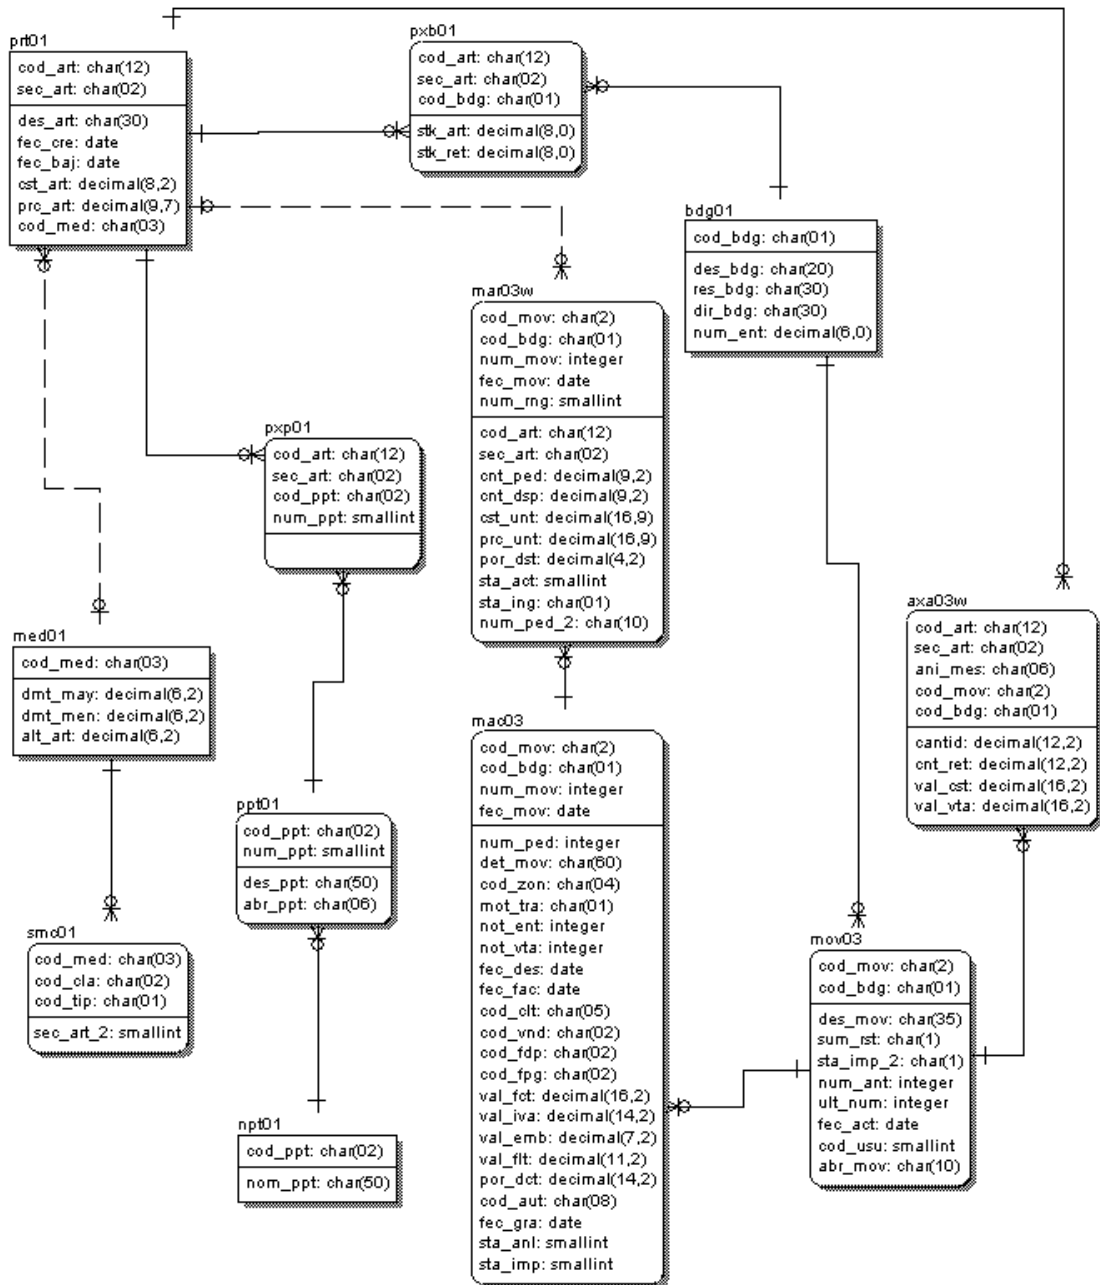 prt01
cod_art: char(12)
sec_art: char(02)
des_art: char(30)
fec_cre: date
fec_baj: date
cst_art: decimal(8,2)
prc_art: decimal(9,7)
cod_med: char(03)
pxb01
cod_art: char(12)
sec_art: char(02)
cod_bdg: char(01)
stk_art: decimal(8,0)
stk_ret: decimal(8,0)
bdg01
cod_bdg: char(01)
des_bdg: char(20)
res_bdg: char(30)
dir_bdg: char(30)
num_ent: decimal(6,0)
mar03w
cod_mov: char(2)
cod_bdg: char(01)
num_mov: integer
fec_mov: date
num_rng: smallint
cod_art: char(12)
sec_art: char(02)
cnt_ped: decimal(9,2)
cnt_dsp: decimal(9,2)
cst_unt: decimal(16,9)
prc_unt: decimal(16,9)
por_dst: decimal(4,2)
sta_act: smallint
sta_ing: char(01)
num_ped_2: char(10)
pxp01
cod_art: char(12)
sec_art: char(02)
cod_ppt: char(02)
num_ppt: smallint
axa03w
cod_art: char(12)
sec_art: char(02)
ani_mes: char(06)
cod_mov: char(2)
cod_bdg: char(01)
cantid: decimal(12,2)
cnt_ret: decimal(12,2)
val_cst: decimal(16,2)
val_vta: decimal(16,2)
med01
cod_med: char(03)
dmt_may: decimal(6,2)
dmt_men: decimal(6,2)
alt_art: decimal(6,2)
mac03
cod_mov: char(2)
cod_bdg: char(01)
num_mov: integer
fec_mov: date
num_ped: integer
det_mov: char(60)
cod_zon: char(04)
mot_tra: char(01)
not_ent: integer
not_vta: integer
fec_des: date
fec_fac: date
cod_clt: char(05)
cod_vnd: char(02)
cod_fdp: char(02)
cod_fpg: char(02)
val_fct: decimal(16,2)
val_iva: decimal(14,2)
val_emb: decimal(7,2)
val_flt: decimal(11,2)
por_dct: decimal(14,2)
cod_aut: char(08)
fec_gra: date
sta_anl: smallint
sta_imp: smallint
ppt01
cod_ppt: char(02)
num_ppt: smallint
des_ppt: char(50)
abr_ppt: char(06)
smc01
cod_med: char(03)
cod_cla: char(02)
cod_tip: char(01)
sec_art_2: smallint
mov03
cod_mov: char(2)
cod_bdg: char(01)
des_mov: char(35)
sum_rst: char(1)
sta_imp_2: char(1)
num_ant: integer
ult_num: integer
fec_act: date
cod_usu: smallint
abr_mov: char(10)
npt01
cod_ppt: char(02)
nom_ppt: char(50)